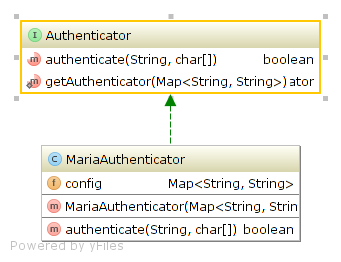 I Authenticator
m authenticate(String, char[]) boolean
m getAuthenticator(Map<String, String>) ator
C MariaAuthenticator
f config Map<String, String>
m MariaAuthenticator(Map<String, Strin
m authenticate(String, char[]) boolean
Powered by yFiles